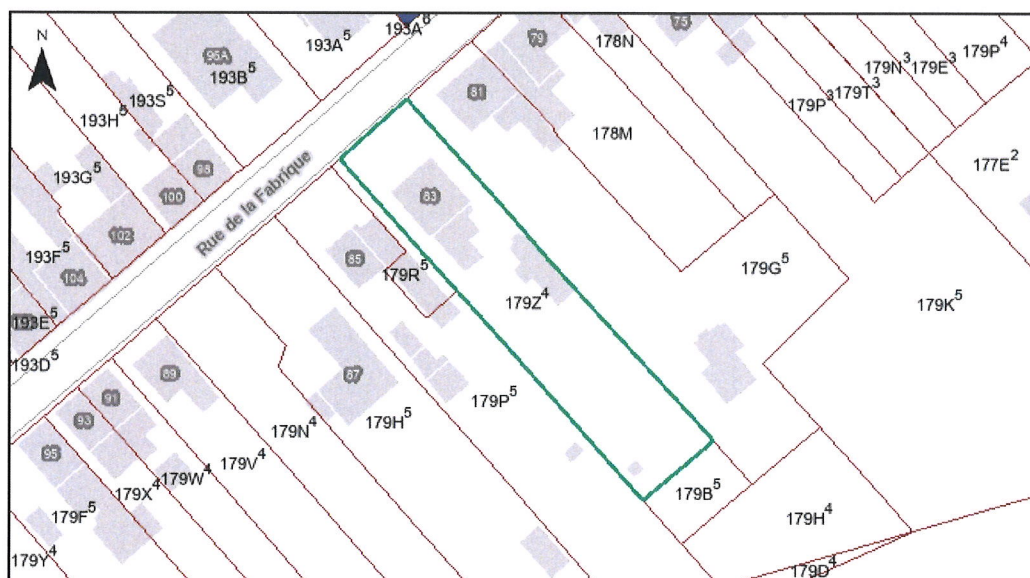 N
193A⁶
193A⁵
96A
193B⁵
193S⁵
193H⁵
193G⁵
193F⁵
193E⁵
193D⁵
98
100
102
104
Rue de la Fabrique
79
75
81
178N
178M
179P³
179T³
179N³
179E³
179P⁴
177E²
83
85
179R⁵
179Z⁴
179G⁵
179K⁵
87
89
91
93
95
179P⁵
179H⁵
179N⁴
179V⁴
179W⁴
179X⁴
179F⁵
179Y⁴
179B⁵
179H⁴
179D⁴